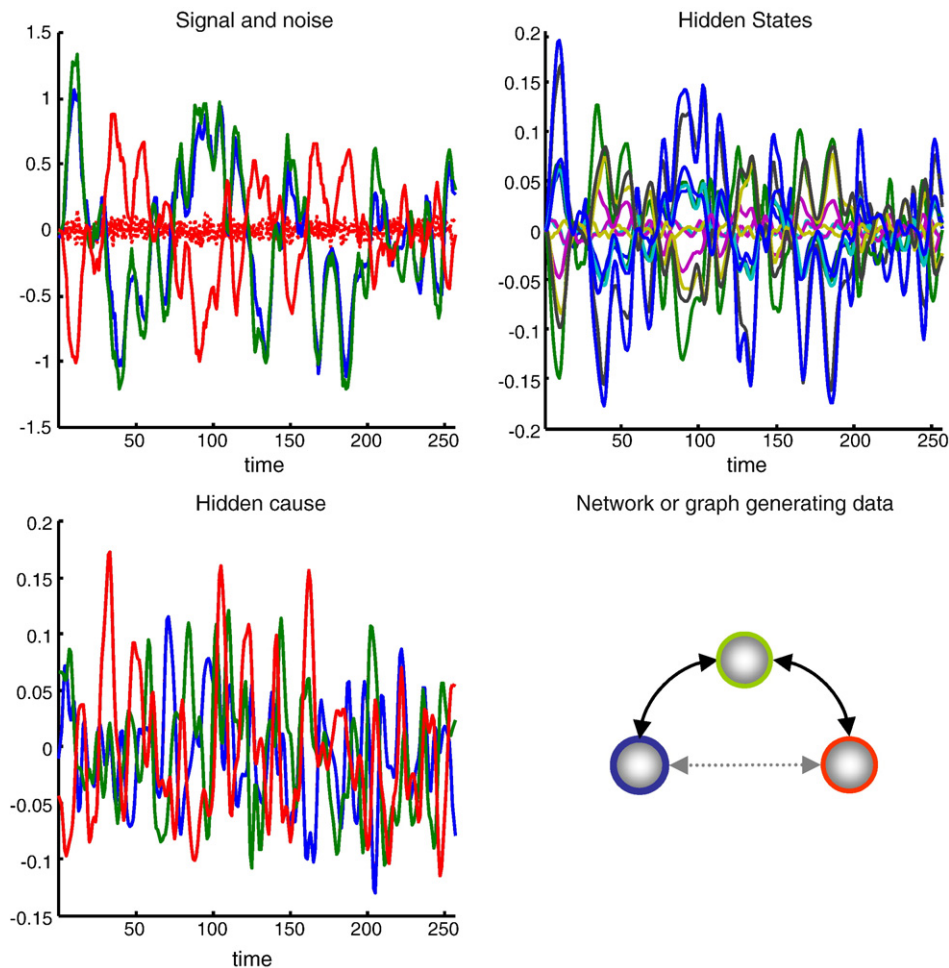 Signal and noise
1.5
1
0.5
0
-0.5
-1
-1.5
50 100 150 200 250
time
Hidden States
0.2
0.15
0.1
0.05
0
-0.05
-0.1
-0.15
-0.2
50 100 150 200 250
time
Hidden cause
0.2
0.15
0.1
0.05
0
-0.05
-0.1
-0.15
50 100 150 200 250
time
Network or graph generating data